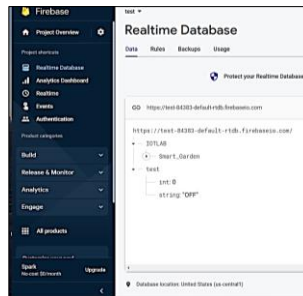 Firebase
Project Overview
Project shortcuts
Realtime Database
Analytics Dashboard
Realtime
Events
Authentication
Product categories
Build
Release & Monitor
Analytics
Engage
All products
Spark
No-cost $0/month
Upgrade
test
Realtime Database
Data Rules Backups Usage
Protect your Realtime Database
https://test-84383-default-rtdb.firebaseio.com
https://test-84383-default-rtdb.firebaseio.com/
IOTLAB
Smart_Garden
test
int: 0
string: "OFF"
Database location: United States (us-central1)